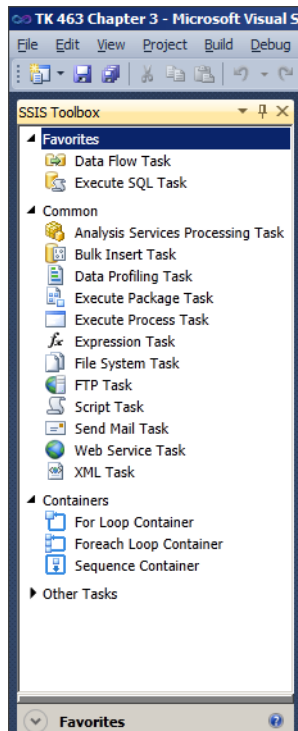 TK 463 Chapter 3 - Microsoft Visual S
File Edit View Project Build Debug
SSIS Toolbox
Favorites
Data Flow Task
Execute SQL Task
Common
Analysis Services Processing Task
Bulk Insert Task
Data Profiling Task
Execute Package Task
Execute Process Task
fx Expression Task
File System Task
FTP Task
Script Task
Send Mail Task
Web Service Task
XML Task
Containers
For Loop Container
Foreach Loop Container
Sequence Container
Other Tasks
Favorites